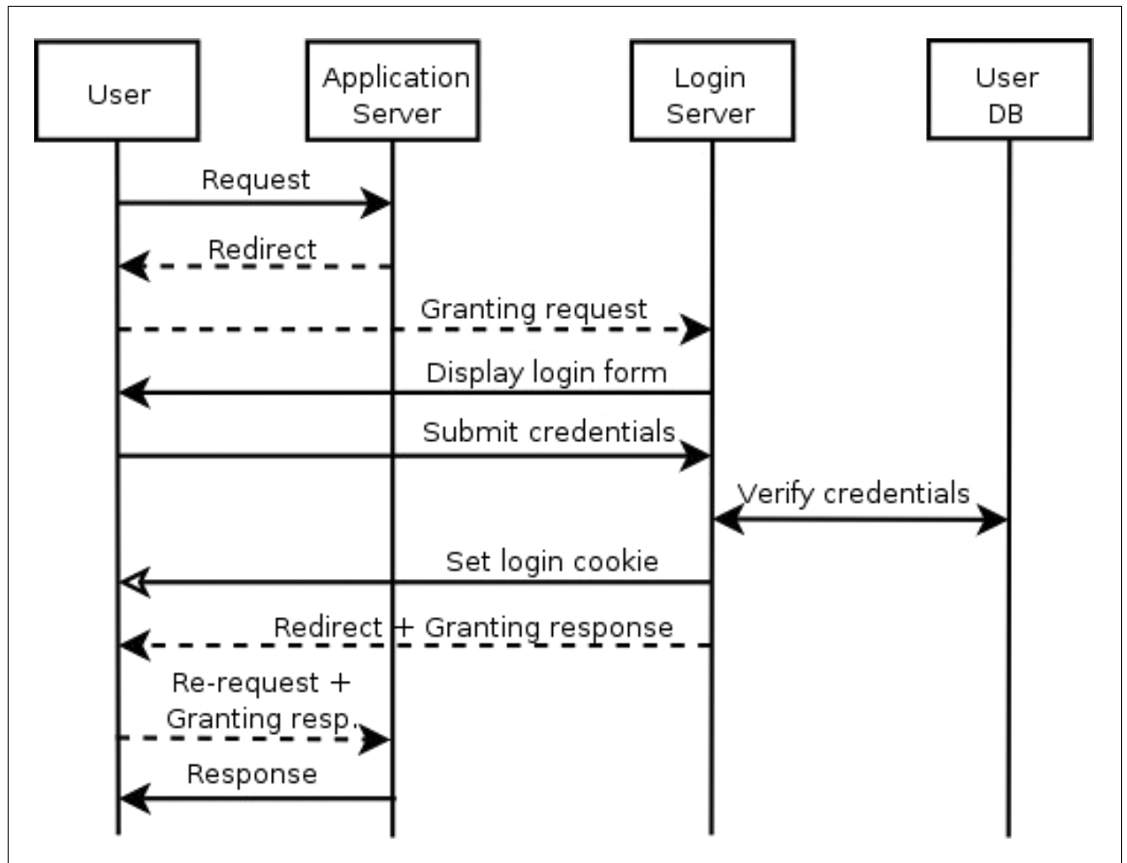 User
Application
Server
Login
Server
User
DB
Request
Redirect
Granting request
Display login form
Submit credentials
Verify credentials
Set login cookie
Redirect + Granting response
Re-request +
Granting resp.
Response